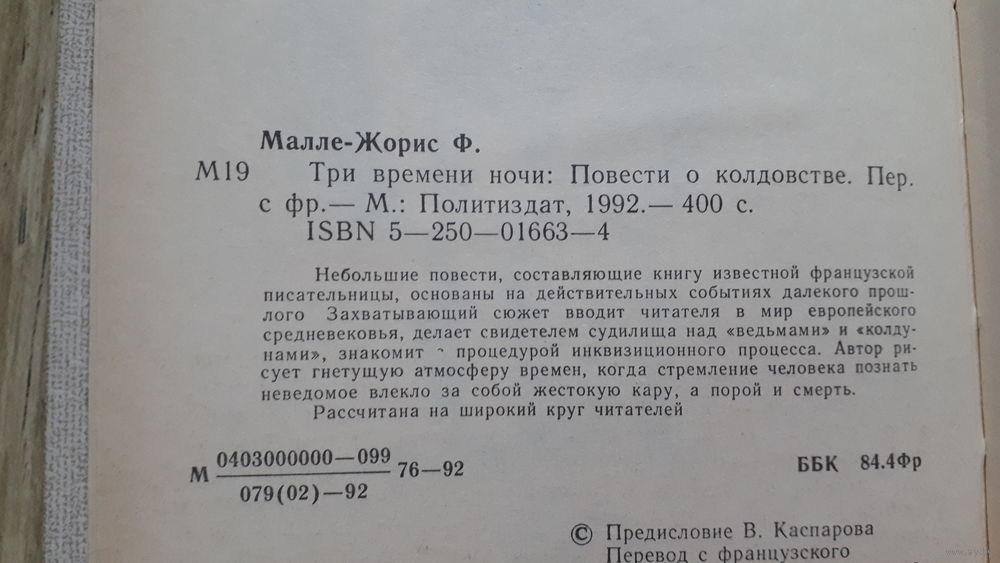 Малле-Жорис Ф.
М19 Три времени ночи: Повести о колдовстве. Пер.
с фр.— М.: Политиздат, 1992.— 400 с.
ISBN 5—250—01663—4
Небольшие повести, составляющие книгу известной французской
писательницы, основаны на действительных событиях далекого прош-
лого Захватывающий сюжет вводит читателя в мир европейского
средневековья, делает свидетелем судилища над «ведьмами» и «колду-
нами», знакомит процедурой инквизиционного процесса. Автор ри-
сует гнетущую атмосферу времен, когда стремление человека познать
неведомое влекло за собой жестокую кару, а порой и смерть.
Рассчитана на широкий круг читателей
М 0403000000—099 76—92
079(02)—92
ББК 84.4Фр
© Предисловие В. Каспарова
Перевод с французского